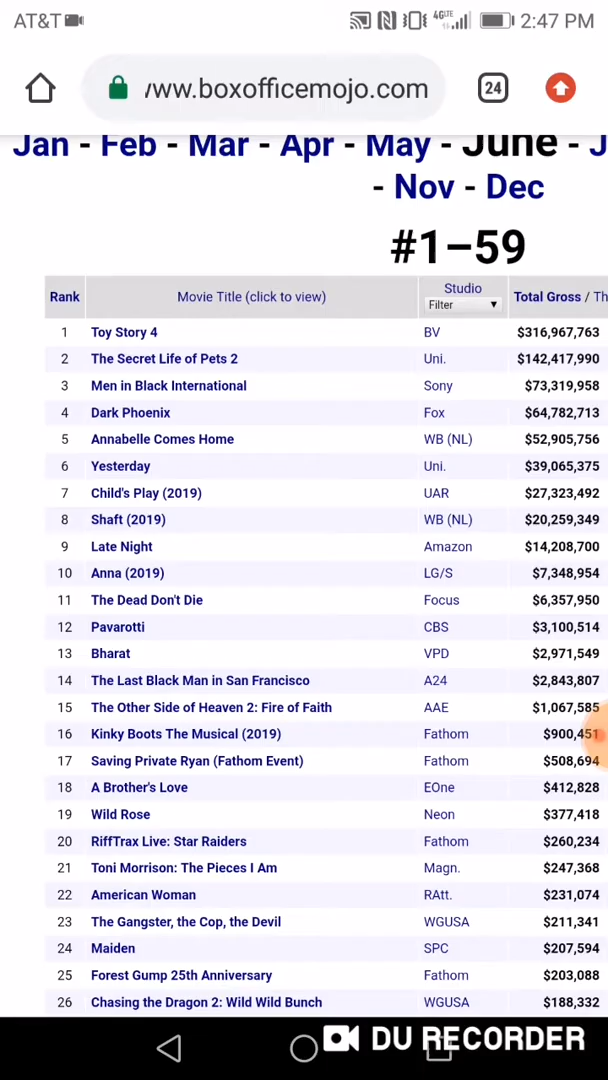 AT&T 4G LTE 2:47 PM
/ww.boxofficemojo.com 24
Jan - Feb - Mar - Apr - May - June - J
- Nov - Dec
#1–59
Rank Movie Title (click to view) Studio Filter ▼ Total Gross / Th
1 Toy Story 4 BV $316,967,763
2 The Secret Life of Pets 2 Uni. $142,417,990
3 Men in Black International Sony $73,319,958
4 Dark Phoenix Fox $64,782,713
5 Annabelle Comes Home WB (NL) $52,905,756
6 Yesterday Uni. $39,065,375
7 Child's Play (2019) UAR $27,323,492
8 Shaft (2019) WB (NL) $20,259,349
9 Late Night Amazon $14,208,700
10 Anna (2019) LG/S $7,348,954
11 The Dead Don't Die Focus $6,357,950
12 Pavarotti CBS $3,100,514
13 Bharat VPD $2,971,549
14 The Last Black Man in San Francisco A24 $2,843,807
15 The Other Side of Heaven 2: Fire of Faith AAE $1,067,585
16 Kinky Boots The Musical (2019) Fathom $900,451
17 Saving Private Ryan (Fathom Event) Fathom $508,694
18 A Brother's Love EOne $412,828
19 Wild Rose Neon $377,418
20 RiffTrax Live: Star Raiders Fathom $260,234
21 Toni Morrison: The Pieces I Am Magn. $247,368
22 American Woman RAtt. $231,074
23 The Gangster, the Cop, the Devil WGUSA $211,341
24 Maiden SPC $207,594
25 Forest Gump 25th Anniversary Fathom $203,088
26 Chasing the Dragon 2: Wild Wild Bunch WGUSA $188,332
DU RECORDER